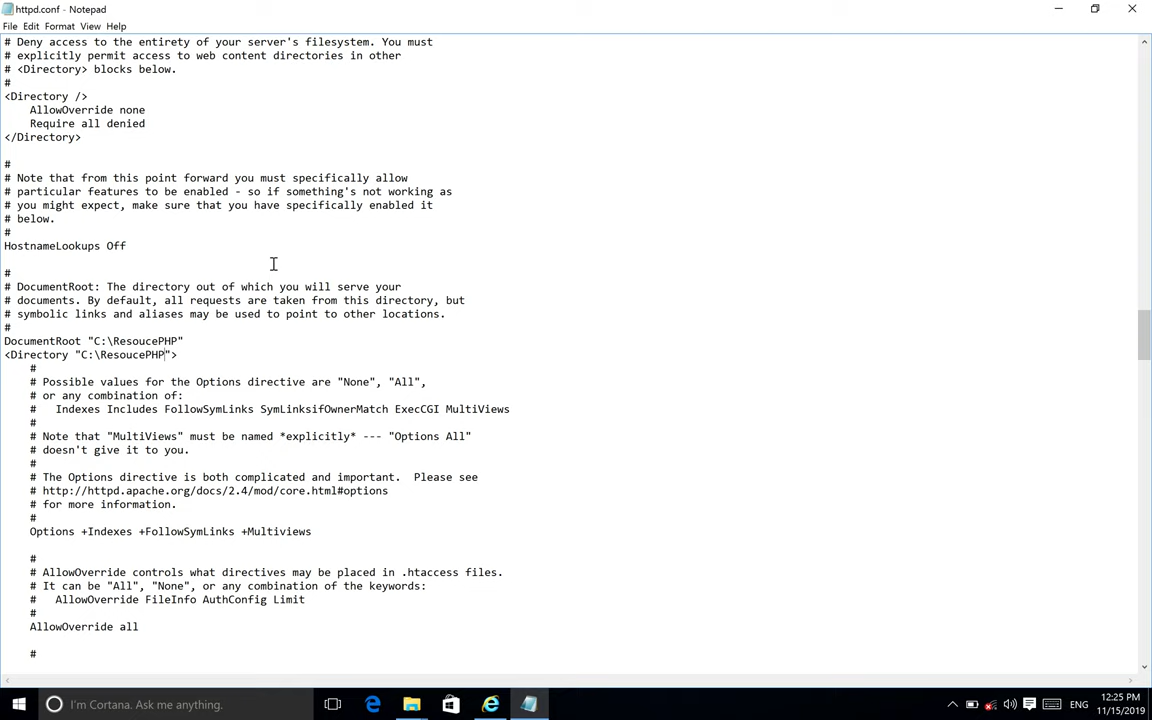 httpd.conf - Notepad
File Edit Format View Help
# Deny access to the entirety of your server's filesystem. You must
# explicitly permit access to web content directories in other
# <Directory> blocks below.
#
<Directory />
    AllowOverride none
    Require all denied
</Directory>
#
# Note that from this point forward you must specifically allow
# particular features to be enabled - so if something's not working as
# you might expect, make sure that you have specifically enabled it
# below.
#
HostnameLookups Off
#
# DocumentRoot: The directory out of which you will serve your
# documents. By default, all requests are taken from this directory, but
# symbolic links and aliases may be used to point to other locations.
#
DocumentRoot "C:\ResoucePHP"
<Directory "C:\ResoucePHP">
    #
    # Possible values for the Options directive are "None", "All",
    # or any combination of:
    #   Indexes Includes FollowSymLinks SymLinksifOwnerMatch ExecCGI MultiViews
    #
    # Note that "MultiViews" must be named *explicitly* --- "Options All"
    # doesn't give it to you.
    #
    # The Options directive is both complicated and important.  Please see
    # http://httpd.apache.org/docs/2.4/mod/core.html#options
    # for more information.
    #
    Options +Indexes +FollowSymLinks +Multiviews
    #
    # AllowOverride controls what directives may be placed in .htaccess files.
    # It can be "All", "None", or any combination of the keywords:
    #   AllowOverride FileInfo AuthConfig Limit
    #
    AllowOverride all
    #
I'm Cortana. Ask me anything.
ENG
12:25 PM
11/15/2019